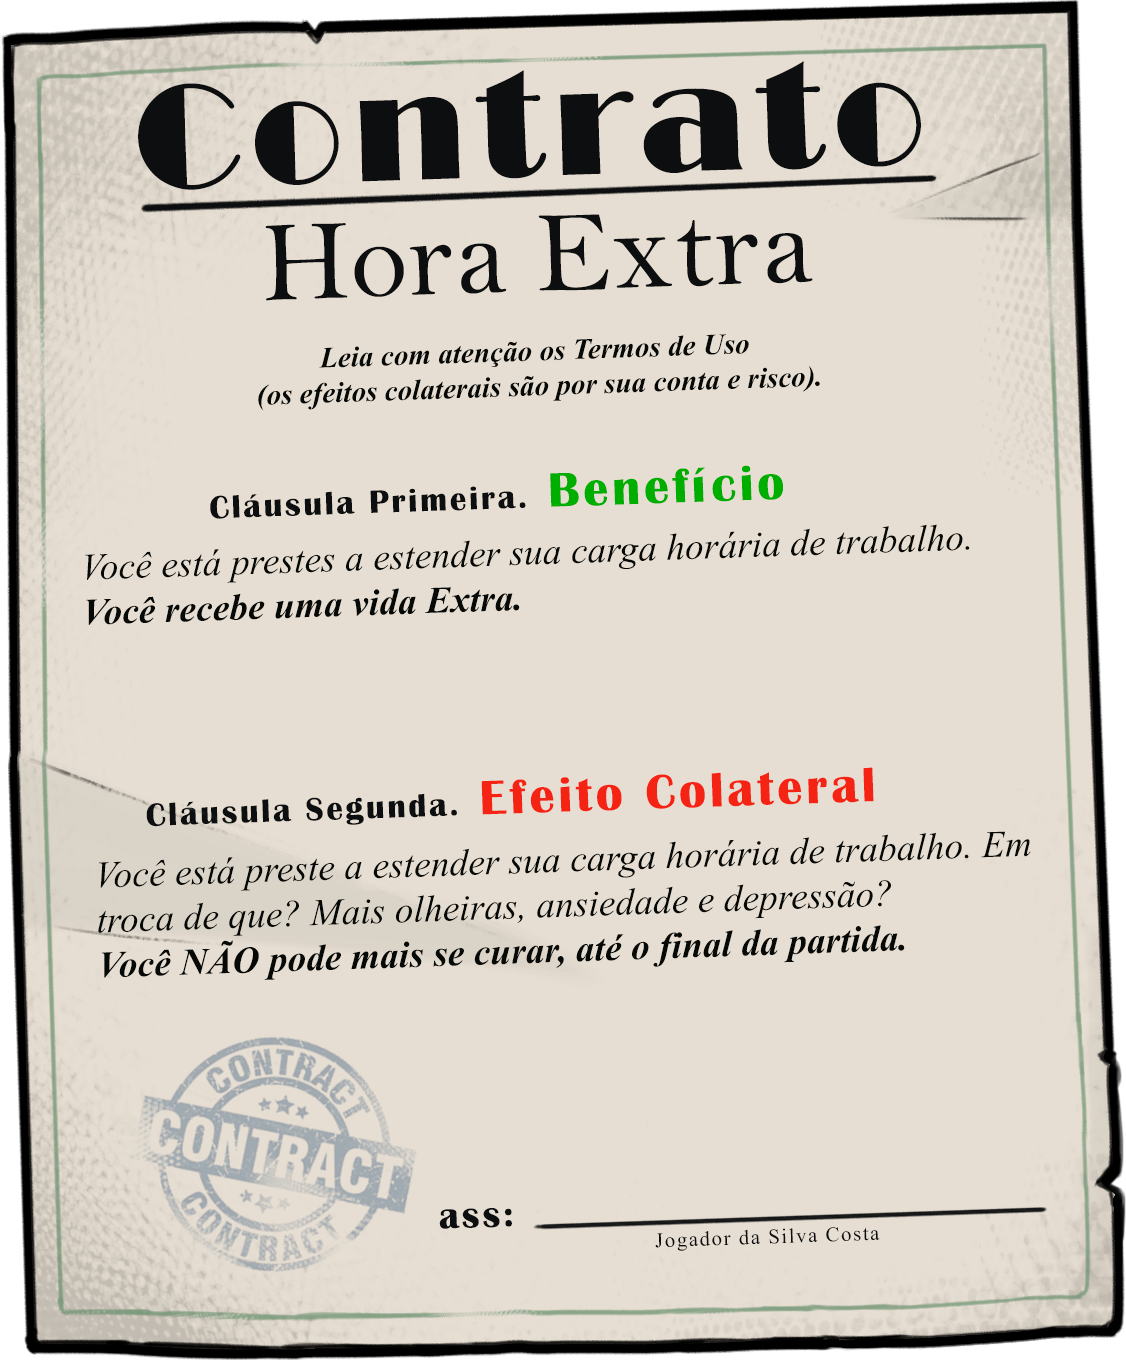 Contrato
Hora Extra
Leia com atenção os Termos de Uso
(os efeitos colaterais são por sua conta e risco).
Cláusula Primeira. Benefício
Você está prestes a estender sua carga horária de trabalho.
Você recebe uma vida Extra.
Cláusula Segunda. Efeito Colateral
Você está preste a estender sua carga horária de trabalho. Em
troca de que? Mais olheiras, ansiedade e depressão?
Você NÃO pode mais se curar, até o final da partida.
CONTRACT
CONTRACT
CONTRACT
ass:
Jogador da Silva Costa